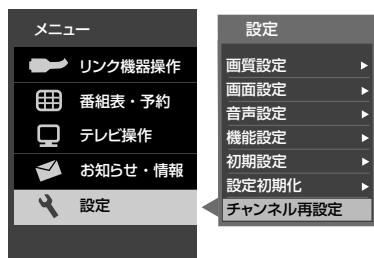 メニュー
リンク機器操作
番組表・予約
テレビ操作
お知らせ・情報
設定
設定
画質設定
画面設定
音声設定
機能設定
初期設定
設定初期化
チャンネル再設定